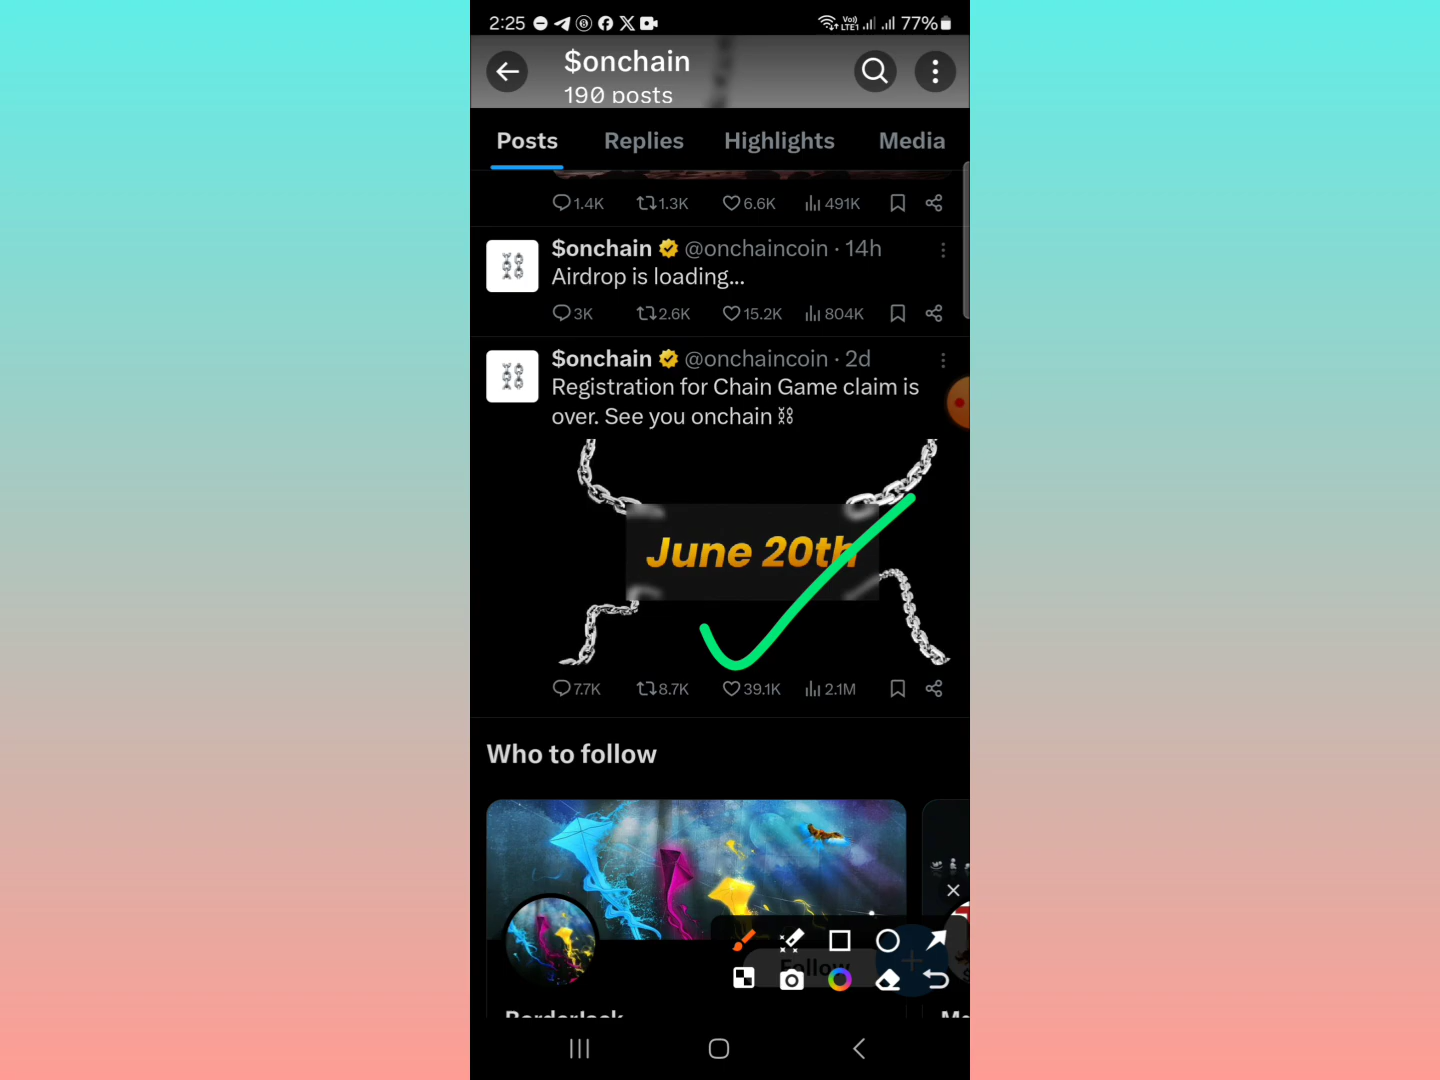 2:25
Vo)) LTE1
77%
$onchain
190 posts
Posts Replies Highlights Media
1.4K 1.3K 6.6K 491K
$onchain @onchaincoin · 14h
Airdrop is loading...
3K 2.6K 15.2K 804K
$onchain @onchaincoin · 2d
Registration for Chain Game claim is
over. See you onchain
June 20th
7.7K 8.7K 39.1K 2.1M
Who to follow
Follow